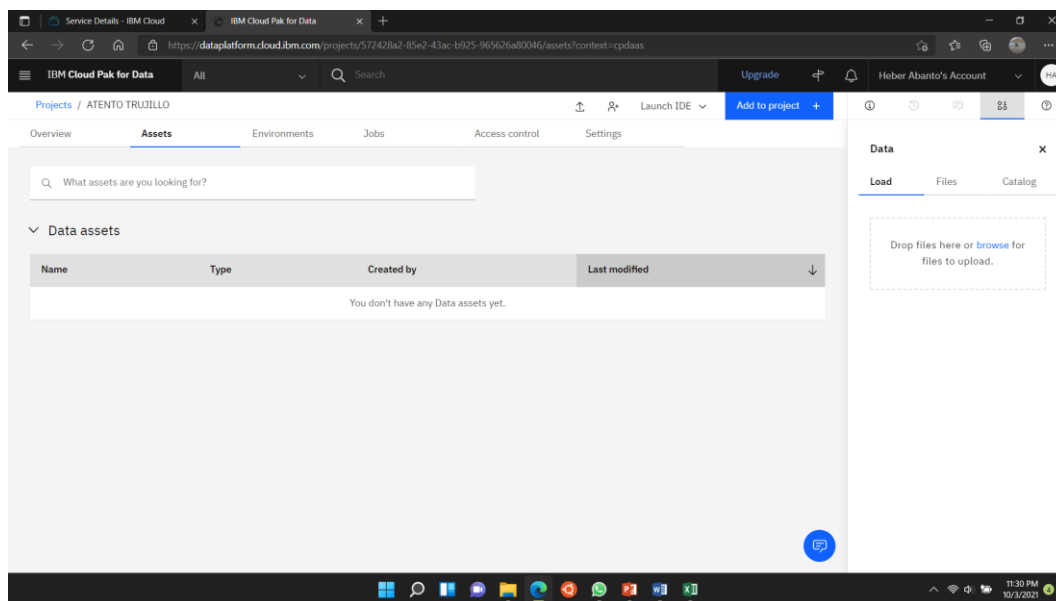 Service Details - IBM Cloud
IBM Cloud Pak for Data
https://dataplatform.cloud.ibm.com/projects/572428a2-85e2-43ac-b925-965626a80046/assets?context=cpdaas
IBM Cloud Pak for Data All Search Upgrade Heber Abanto's Account HA
Projects / ATENTO TRUJILLO Launch IDE Add to project +
Overview Assets Environments Jobs Access control Settings
Data
Load Files Catalog
What assets are you looking for?
Drop files here or browse for
files to upload.
Data assets
Name Type Created by Last modified
You don't have any Data assets yet.
11:30 PM
10/3/2021
4